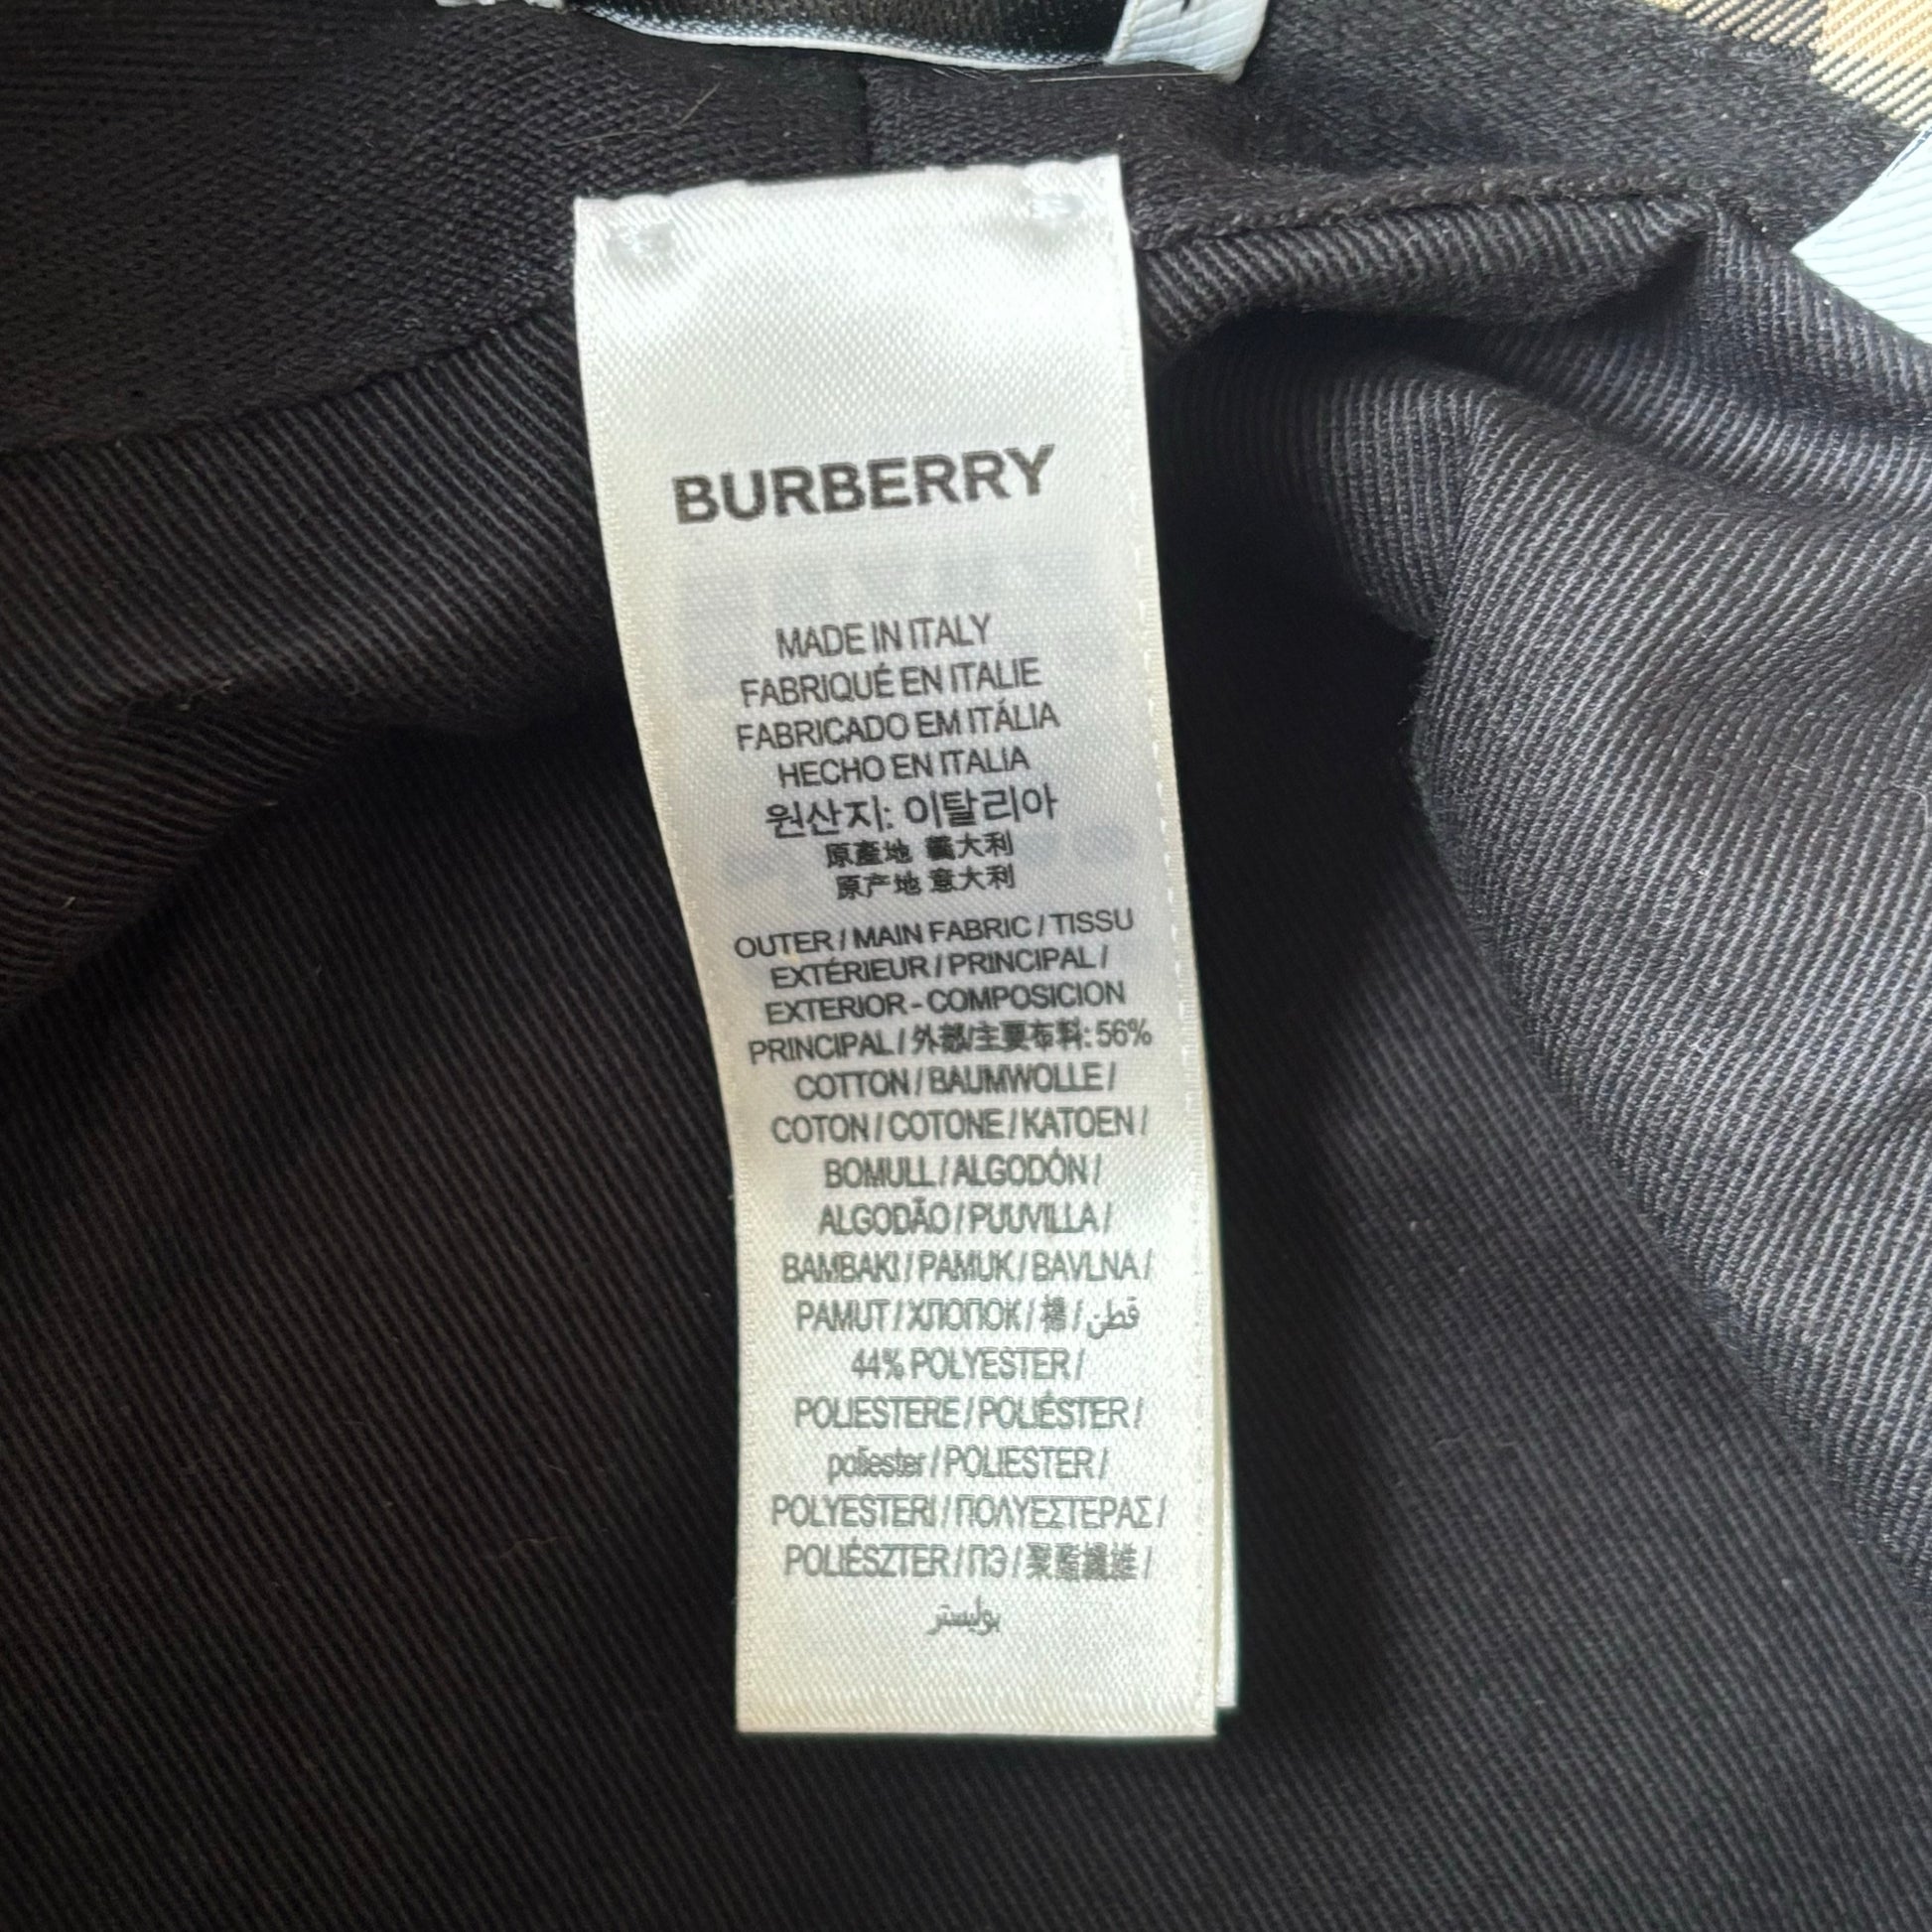 BURBERRY
MADE IN ITALY
FABRIQUÉ EN ITALIE
FABRICADO EM ITÁLIA
HECHO EN ITALIA
원산지: 이탈리아
原產地 義大利
原产地 意大利
OUTER / MAIN FABRIC / TISSU
EXTÉRIEUR / PRINCIPAL /
EXTERIOR - COMPOSICION
PRINCIPAL / 外部/主要布料: 56%
COTTON / BAUMWOLLE /
COTON / COTONE / KATOEN /
BOMULL / ALGODÓN /
ALGODÃO / PUUVILLA /
BAMBAKI / PAMUK / BAVLNA /
PAMUT / ХЛОПОК / 棉 / قطن
44% POLYESTER /
POLIESTERE / POLIÉSTER /
poliester / POLIESTER /
POLYESTERI / ΠΟΛΥΕΣΤΕΡΑΣ /
POLIÉSZTER / ПЭ / 聚酯纖維 /
بوليستر